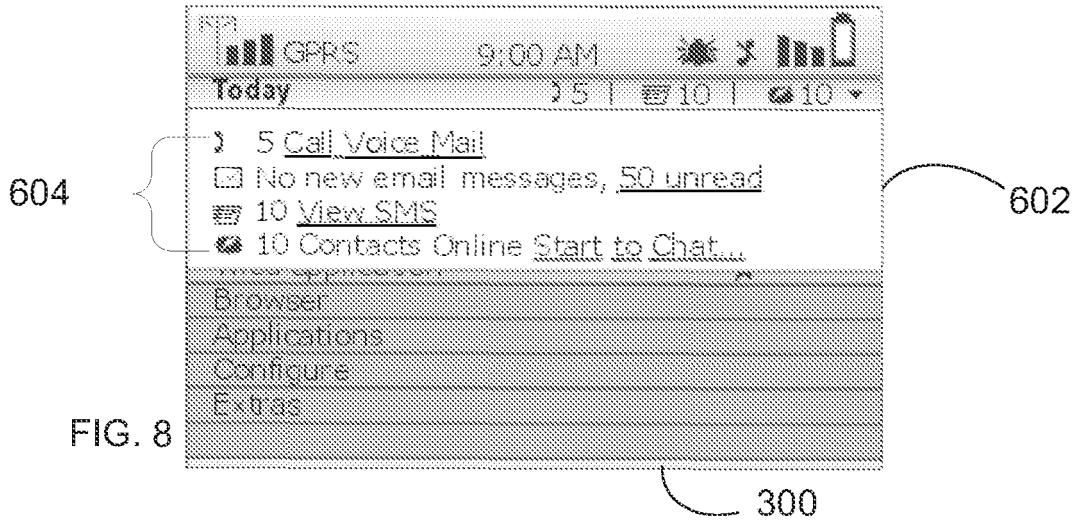 GPRS 9:00 AM
Today 5 | 10 | 10
5 Call Voice Mail
No new email messages, 50 unread
10 View SMS
10 Contacts Online Start to Chat...
Browser
Applications
Configure
Extras
604
602
FIG. 8
300